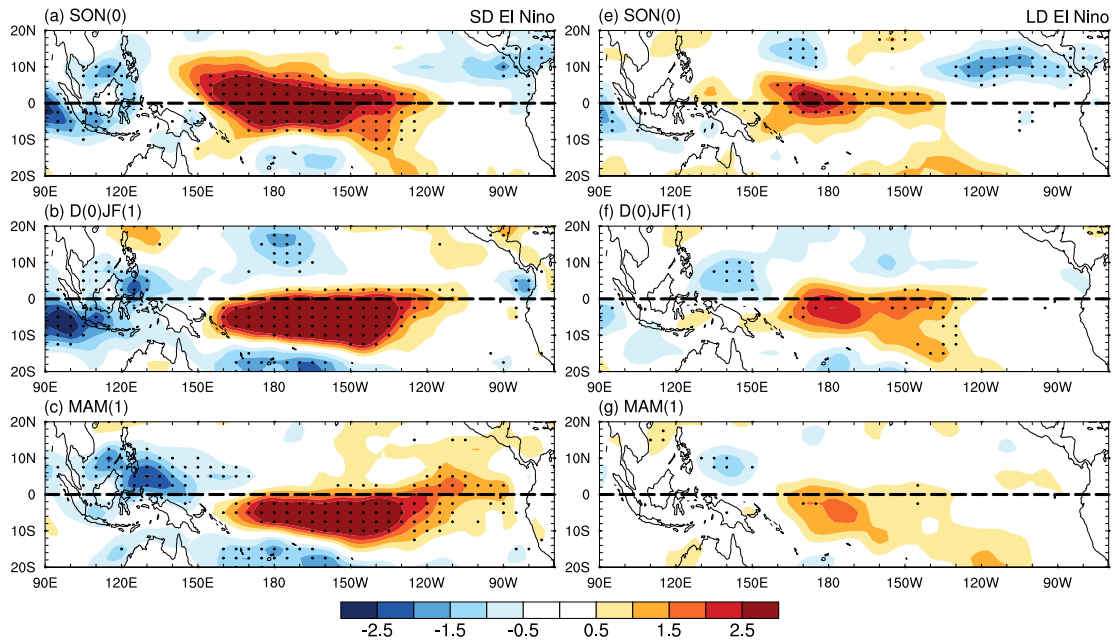 (a) SON(0) SD El Nino
20N
10N
0
10S
20S
90E 120E 150E 180 150W 120W 90W
(e) SON(0) LD El Nino
20N
10N
0
10S
20S
90E 120E 150E 180 150W 120W 90W
(b) D(0)JF(1)
20N
10N
0
10S
20S
90E 120E 150E 180 150W 120W 90W
(f) D(0)JF(1)
20N
10N
0
10S
20S
90E 120E 150E 180 150W 120W 90W
(c) MAM(1)
20N
10N
0
10S
20S
90E 120E 150E 180 150W 120W 90W
(g) MAM(1)
20N
10N
0
10S
20S
90E 120E 150E 180 150W 120W 90W
-2.5 -1.5 -0.5 0.5 1.5 2.5